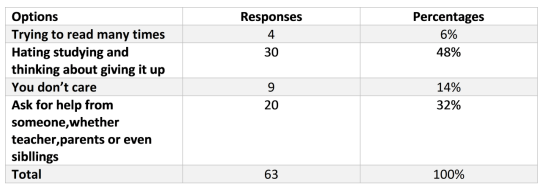 Options Responses Percentages
Trying to read many times 4 6%
Hating studying and 30 48%
thinking about giving it up
You don't care 9 14%
Ask for help from 20 32%
someone,whether
teacher,parents or even
sibllings
Total 63 100%